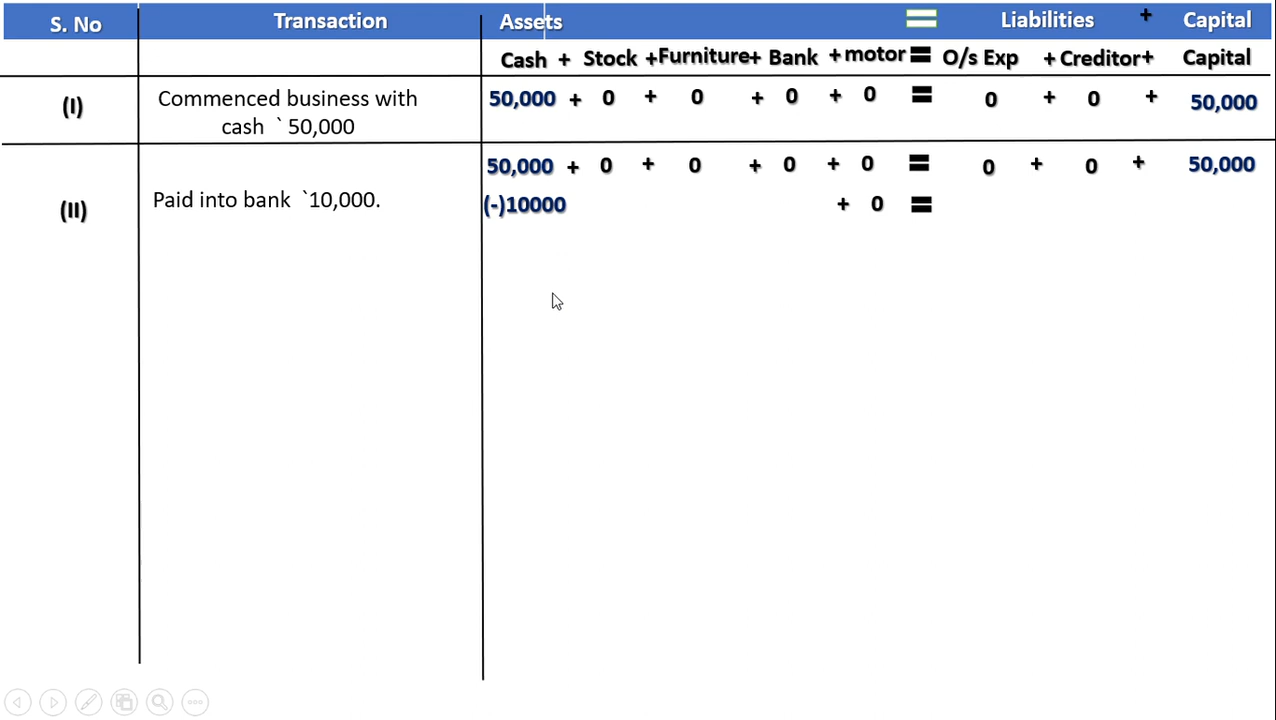 S. No Transaction Assets = Liabilities + Capital
Cash + Stock + Furniture + Bank + motor = O/s Exp + Creditor + Capital
(I) Commenced business with cash ` 50,000 50,000 + 0 + 0 + 0 + 0 = 0 + 0 + 50,000
50,000 + 0 + 0 + 0 + 0 = 0 + 0 + 50,000
(II) Paid into bank `10,000. (-)10000 + 0 =